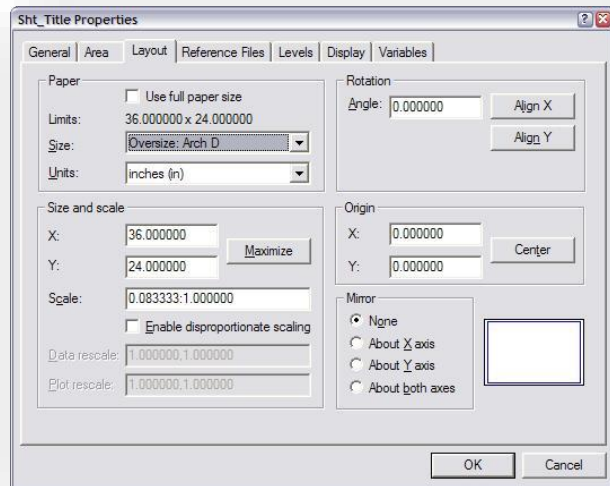 Sht_Title Properties
General Area Layout Reference Files Levels Display Variables
Paper
Use full paper size
Limits: 36.000000 x 24.000000
Size: Oversize: Arch D
Units: inches (in)
Rotation
Angle: 0.000000 Align X
Align Y
Size and scale
X: 36.000000
Y: 24.000000
Maximize
Scale: 0.083333:1.000000
Enable disproportionate scaling
Data rescale: 1.000000,1.000000
Plot rescale: 1.000000,1.000000
Origin
X: 0.000000
Y: 0.000000
Center
Mirror
None
About X axis
About Y axis
About both axes
OK Cancel